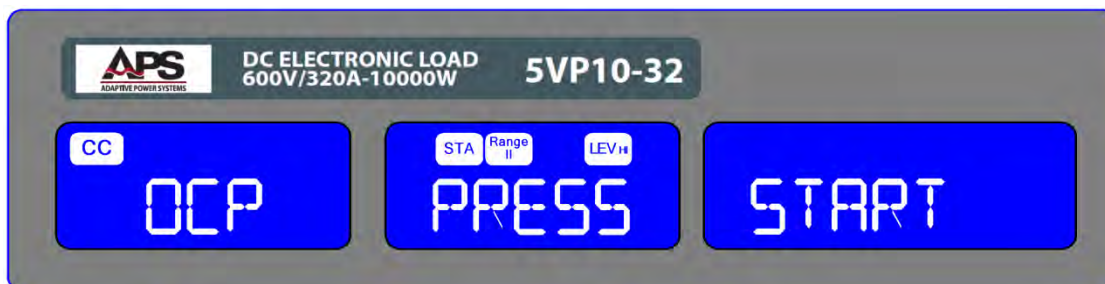 APS
ADAPTIVE POWER SYSTEMS
DC ELECTRONIC LOAD
600V/320A-10000W
5VP10-32
CC
OCP
STA
Range
II
LEV HI
PRESS
START